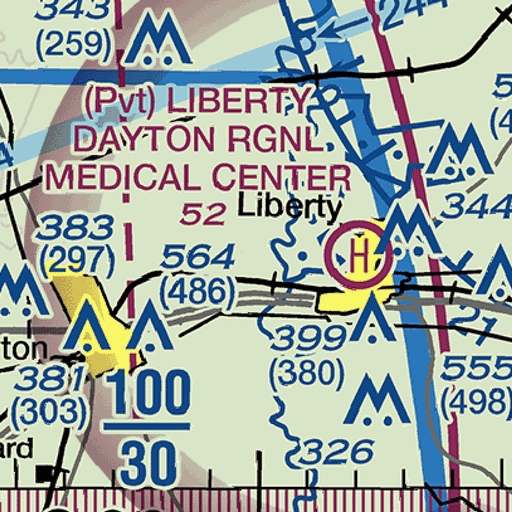 343
(259)
244
(Pvt) LIBERTY
DAYTON RGNL
MEDICAL CENTER
52
Liberty
344
383
(297)
564
(486)
H
399
(380)
21
ton
381
(303)
555
(498)
100
30
326
ard